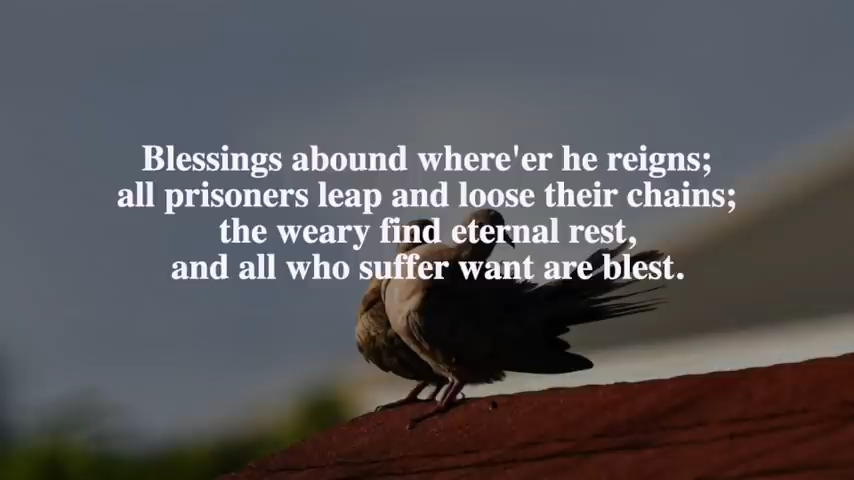 Blessings abound where'er he reigns;
all prisoners leap and loose their chains;
the weary find eternal rest,
and all who suffer want are blest.